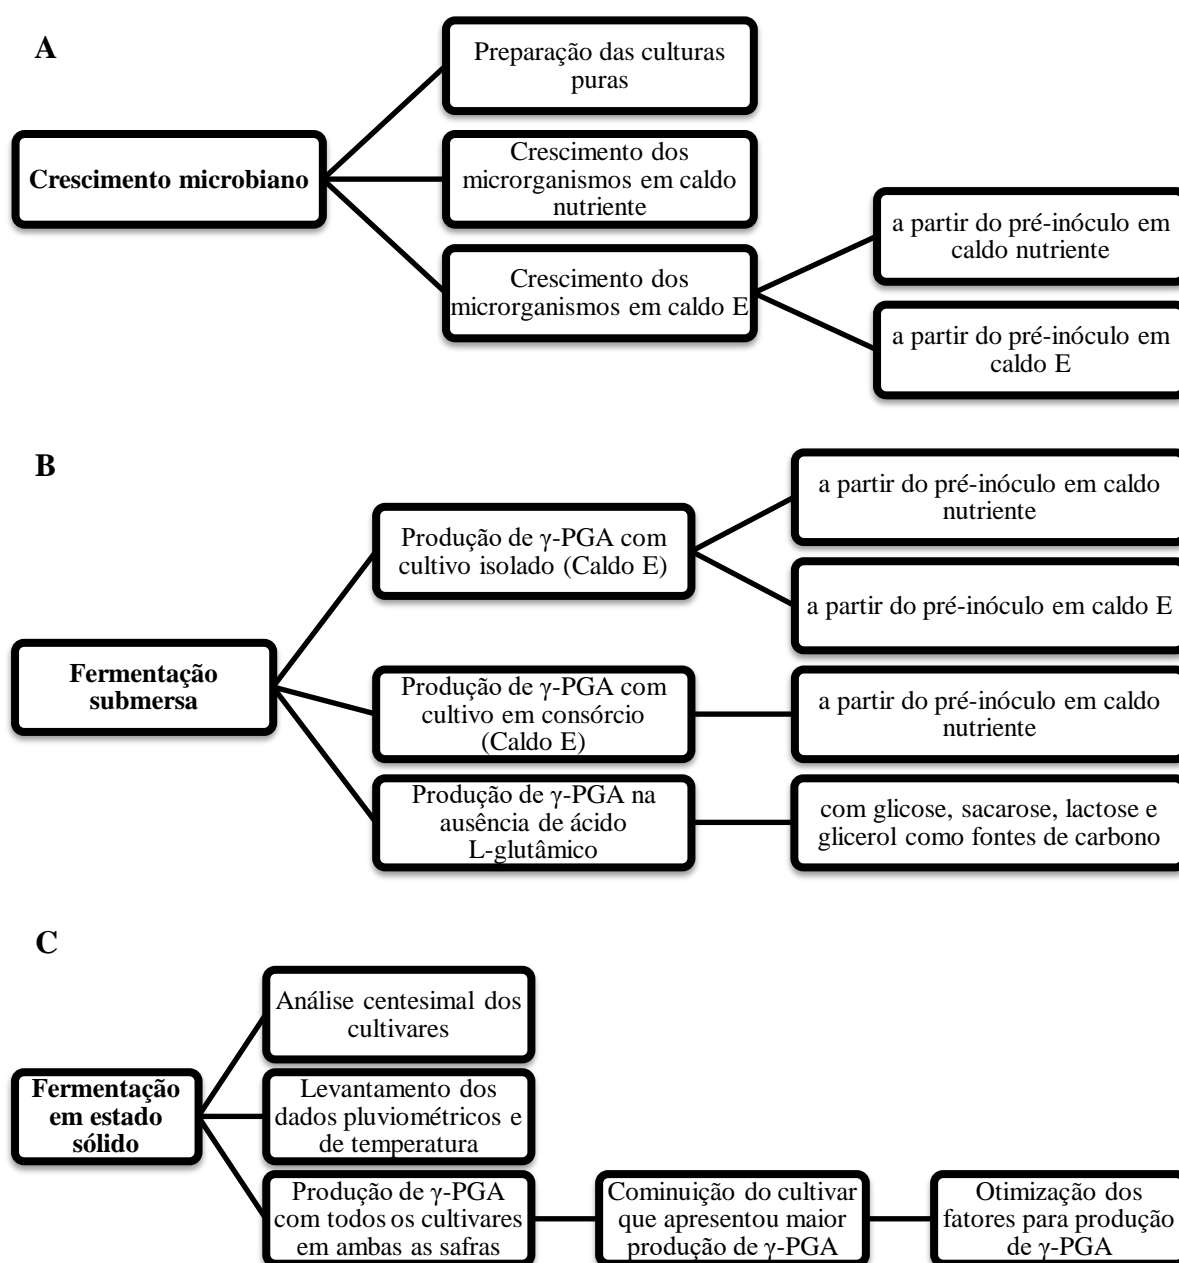 A
Preparação das culturas
puras
Crescimento microbiano
Crescimento dos
microrganismos em caldo
nutriente
Crescimento dos
microrganismos em caldo E
a partir do pré-inóculo em
caldo nutriente
a partir do pré-inóculo em
caldo E
B
Fermentação
submersa
Produção de γ-PGA com
cultivo isolado (Caldo E)
a partir do pré-inóculo em caldo
nutriente
a partir do pré-inóculo em caldo E
Produção de γ-PGA com
cultivo em consórcio
(Caldo E)
a partir do pré-inóculo em caldo
nutriente
Produção de γ-PGA na
ausência de ácido
L-glutâmico
com glicose, sacarose, lactose e
glicerol como fontes de carbono
C
Fermentação
em estado
sólido
Análise centesimal dos
cultivares
Levantamento dos
dados pluviométricos e
de temperatura
Produção de γ-PGA
com todos os cultivares
em ambas as safras
Cominuição do cultivar
que apresentou maior
produção de γ-PGA
Otimização dos
fatores para produção
de γ-PGA